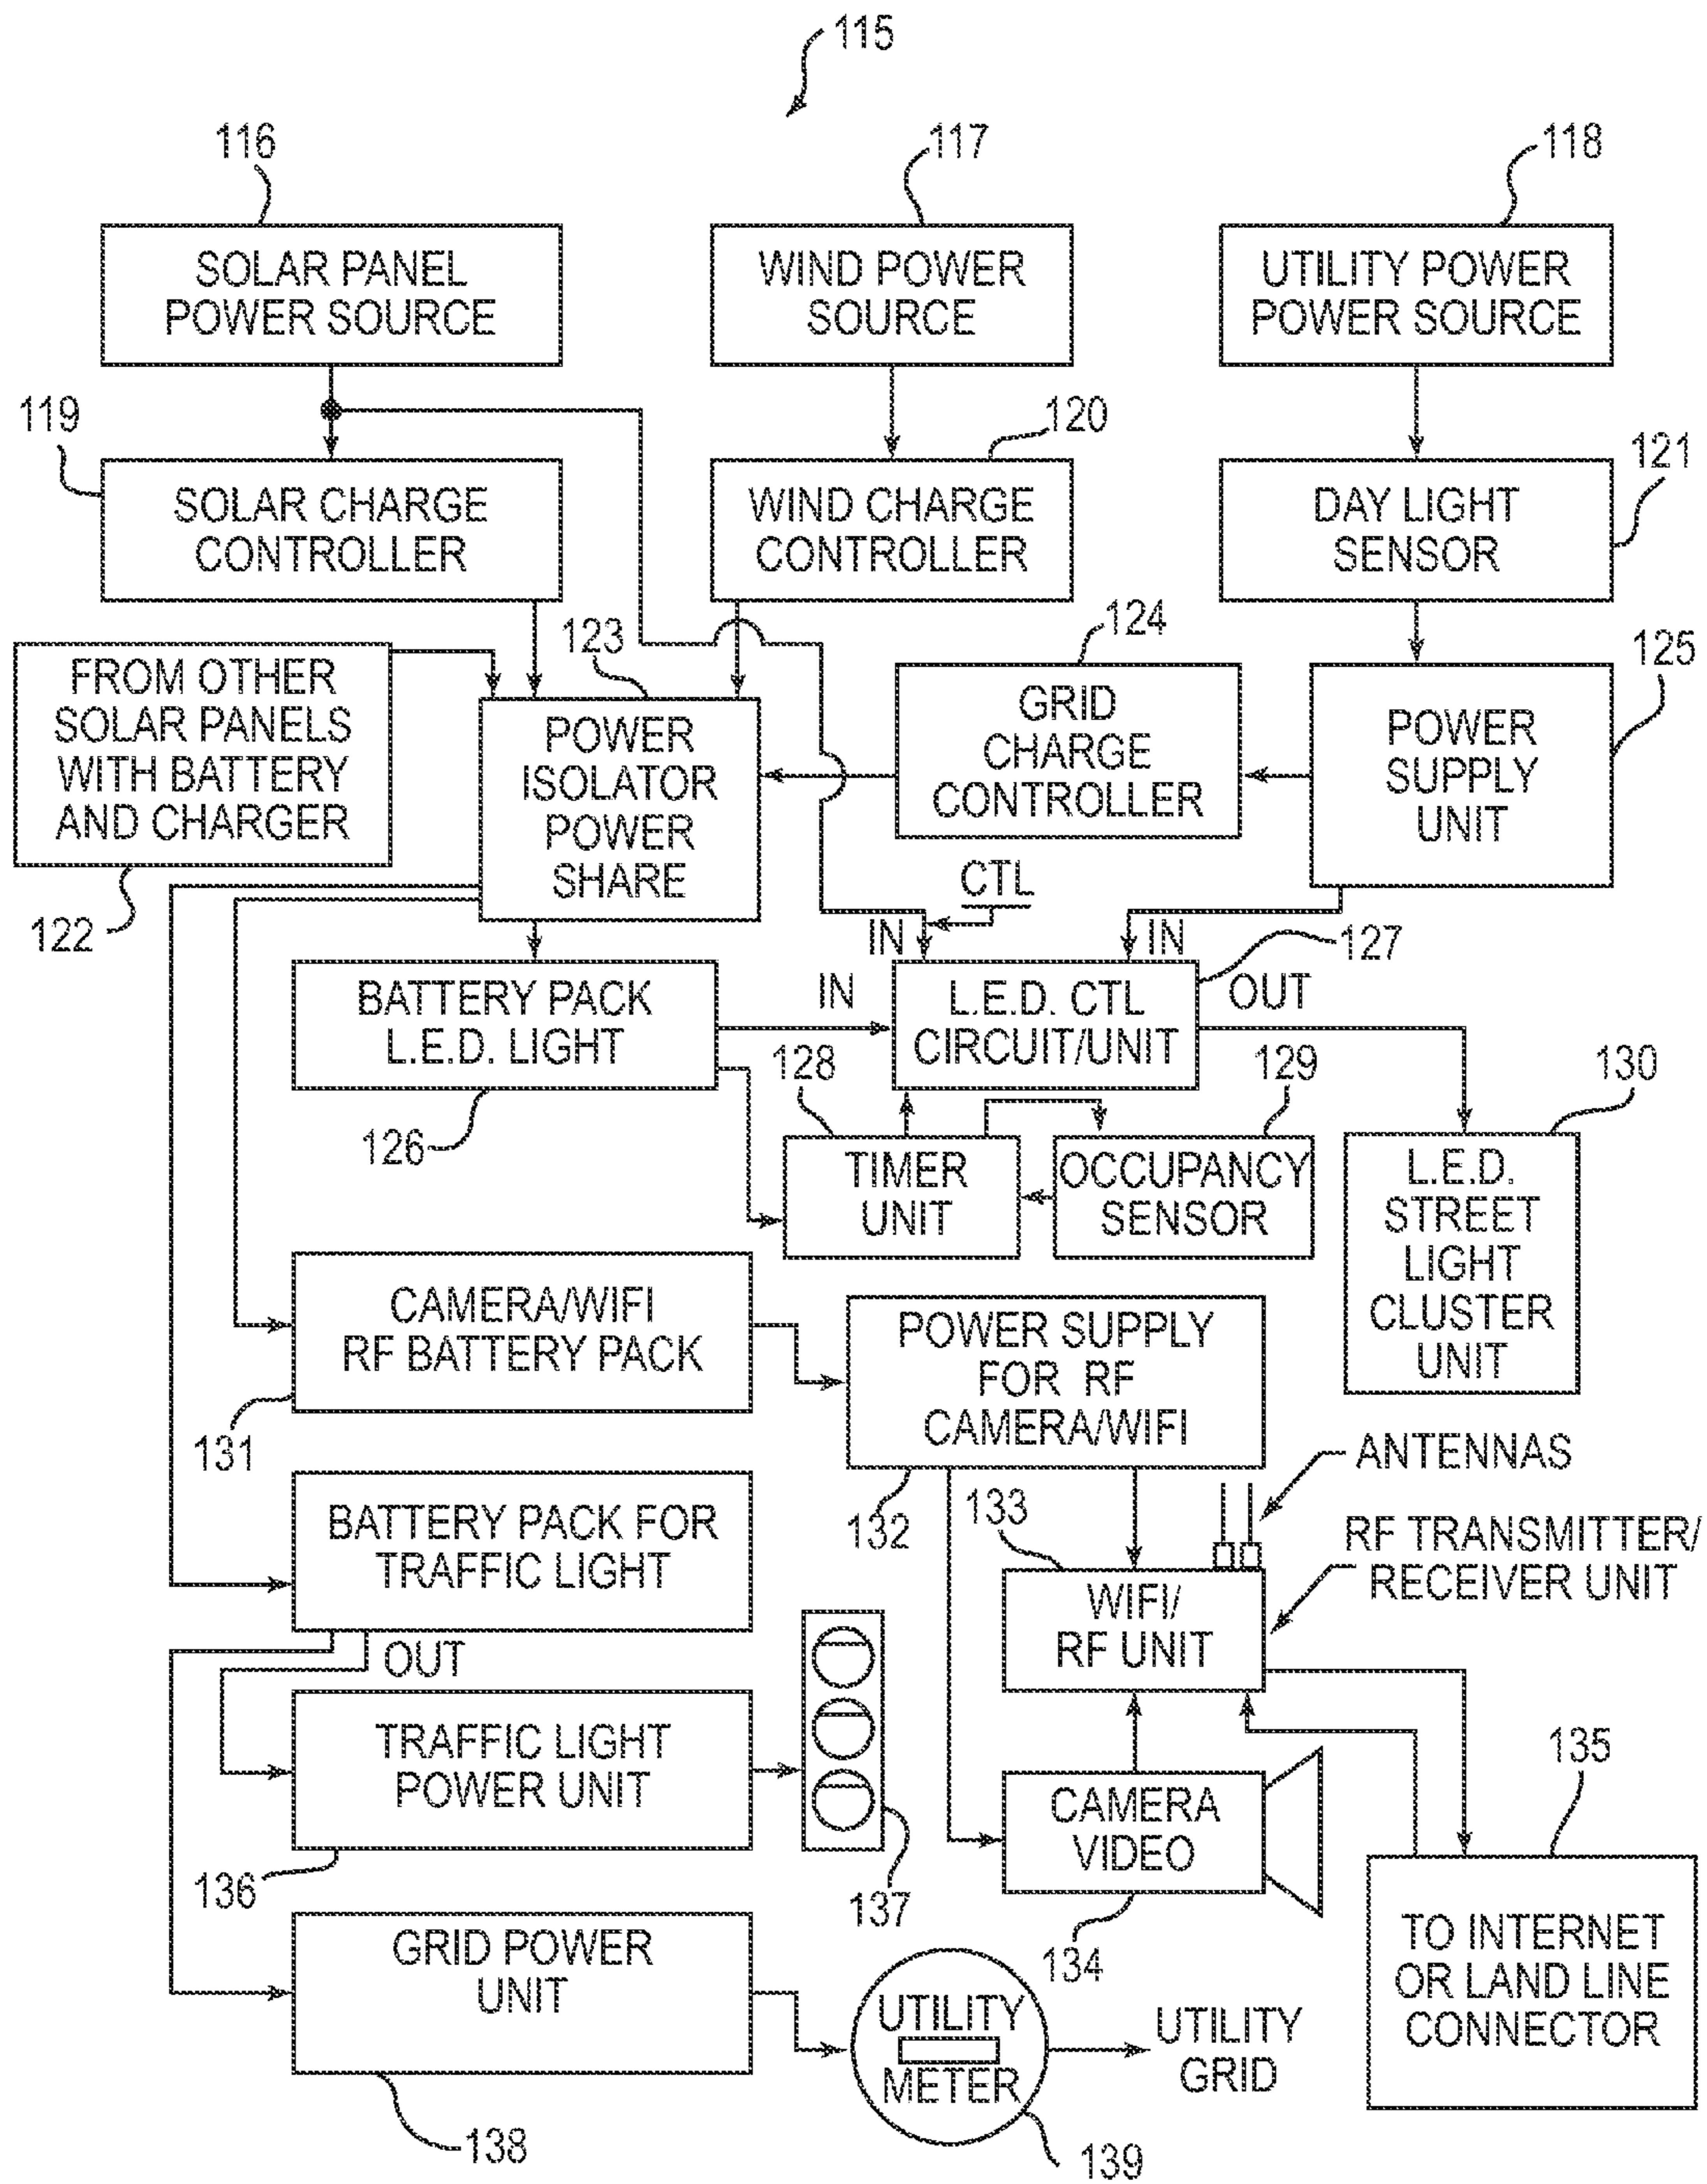 115
116
117
118
SOLAR PANEL
POWER SOURCE
WIND POWER
SOURCE
UTILITY POWER
POWER SOURCE
119
120
121
SOLAR CHARGE
CONTROLLER
WIND CHARGE
CONTROLLER
DAY LIGHT
SENSOR
122
FROM OTHER
SOLAR PANELS
WITH BATTERY
AND CHARGER
123
POWER
ISOLATOR
POWER
SHARE
124
GRID
CHARGE
CONTROLLER
125
POWER
SUPPLY
UNIT
CTL
IN
IN
127
BATTERY PACK
L.E.D. LIGHT
IN
L.E.D. CTL
CIRCUIT/UNIT
OUT
126
128
129
130
TIMER
UNIT
OCCUPANCY
SENSOR
L.E.D.
STREET
LIGHT
CLUSTER
UNIT
CAMERA/WIFI
RF BATTERY PACK
131
POWER SUPPLY
FOR RF
CAMERA/WIFI
132
133
ANTENNAS
BATTERY PACK FOR
TRAFFIC LIGHT
RF TRANSMITTER/
RECEIVER UNIT
WIFI/
RF UNIT
OUT
TRAFFIC LIGHT
POWER UNIT
136
137
CAMERA
VIDEO
134
135
TO INTERNET
OR LAND LINE
CONNECTOR
GRID POWER
UNIT
138
UTILITY
METER
139
UTILITY
GRID